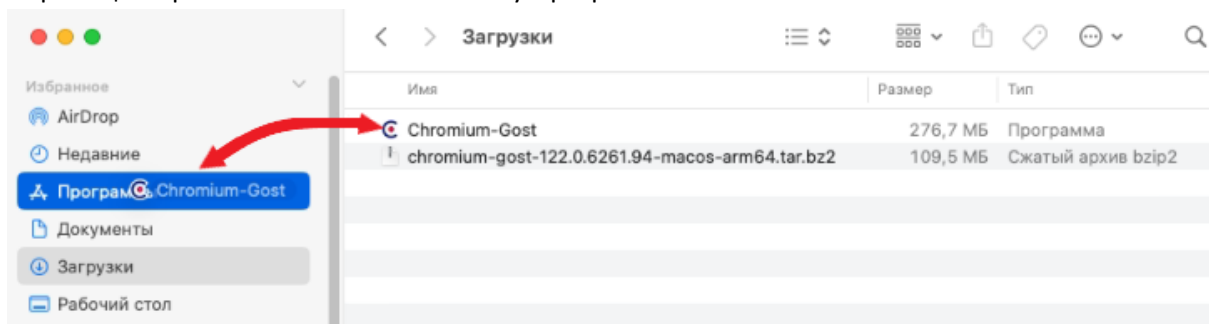 Загрузки
Избранное
Имя
Размер
Тип
AirDrop
Chromium-Gost
276,7 МБ
Программа
Недавние
chromium-gost-122.0.6261.94-macos-arm64.tar.bz2
109,5 МБ
Сжатый архив bzip2
Chromium-Gost
Документы
Загрузки
Рабочий стол